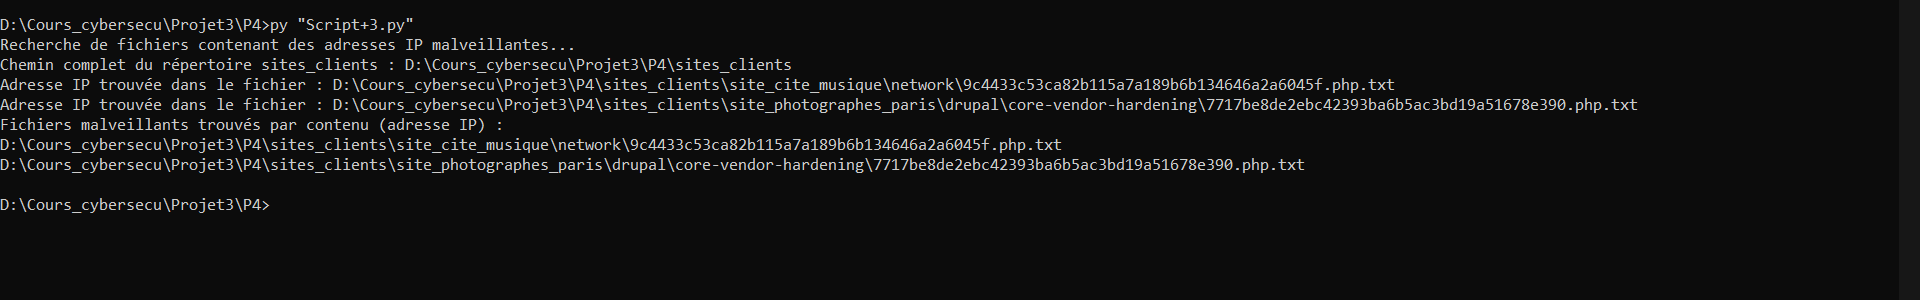 D:\Cours_cybersecu\Projet3\P4>py "Script+3.py"
Recherche de fichiers contenant des adresses IP malveillantes...
Chemin complet du répertoire sites_clients : D:\Cours_cybersecu\Projet3\P4\sites_clients
Adresse IP trouvée dans le fichier : D:\Cours_cybersecu\Projet3\P4\sites_clients\site_cite_musique\network\9c4433c53ca82b115a7a189b6b134646a2a6045f.php.txt
Adresse IP trouvée dans le fichier : D:\Cours_cybersecu\Projet3\P4\sites_clients\site_photographes_paris\drupal\core-vendor-hardening\7717be8de2ebc42393ba6b5ac3bd19a51678e390.php.txt
Fichiers malveillants trouvés par contenu (adresse IP) :
D:\Cours_cybersecu\Projet3\P4\sites_clients\site_cite_musique\network\9c4433c53ca82b115a7a189b6b134646a2a6045f.php.txt
D:\Cours_cybersecu\Projet3\P4\sites_clients\site_photographes_paris\drupal\core-vendor-hardening\7717be8de2ebc42393ba6b5ac3bd19a51678e390.php.txt
D:\Cours_cybersecu\Projet3\P4>